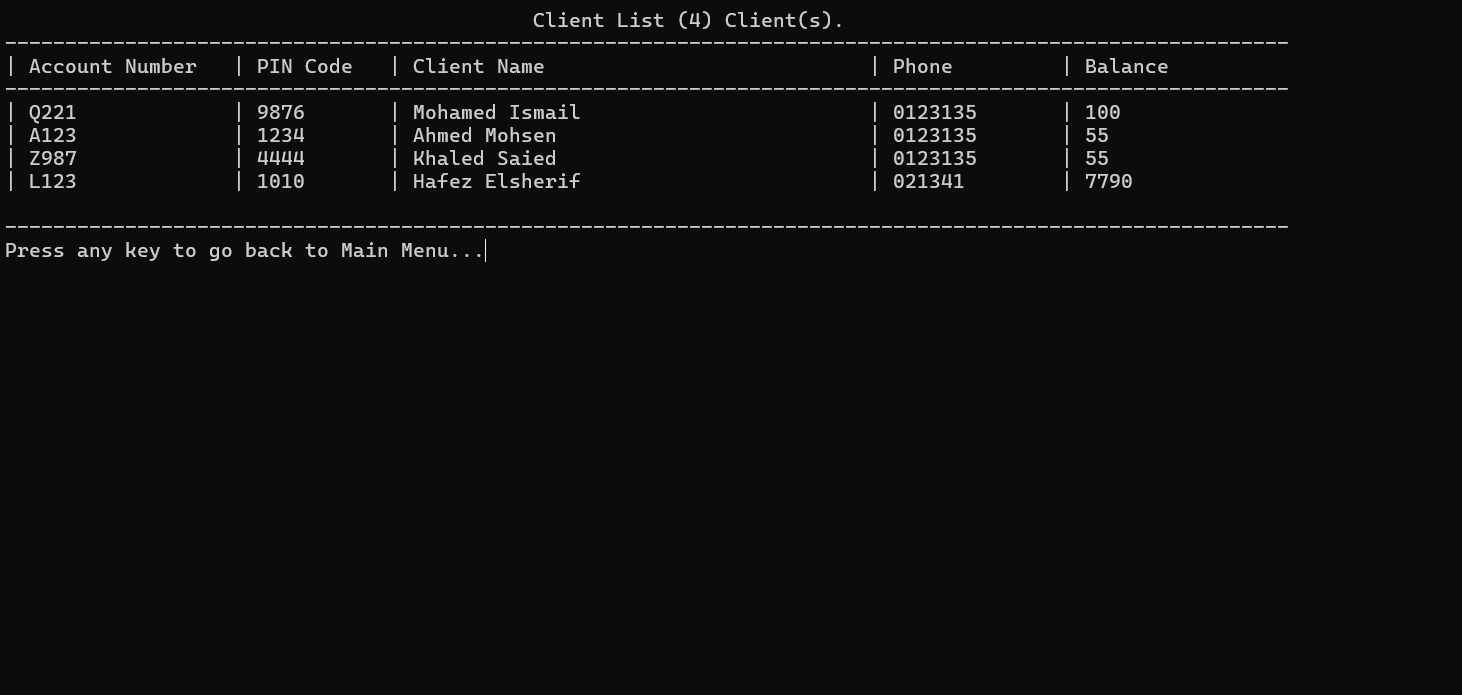 Client List (4) Client(s).
| Account Number | PIN Code | Client Name | Phone | Balance
| Q221 | 9876 | Mohamed Ismail | 0123135 | 100
| A123 | 1234 | Ahmed Mohsen | 0123135 | 55
| Z987 | 4444 | Khaled Saied | 0123135 | 55
| L123 | 1010 | Hafez Elsherif | 021341 | 7790
Press any key to go back to Main Menu...